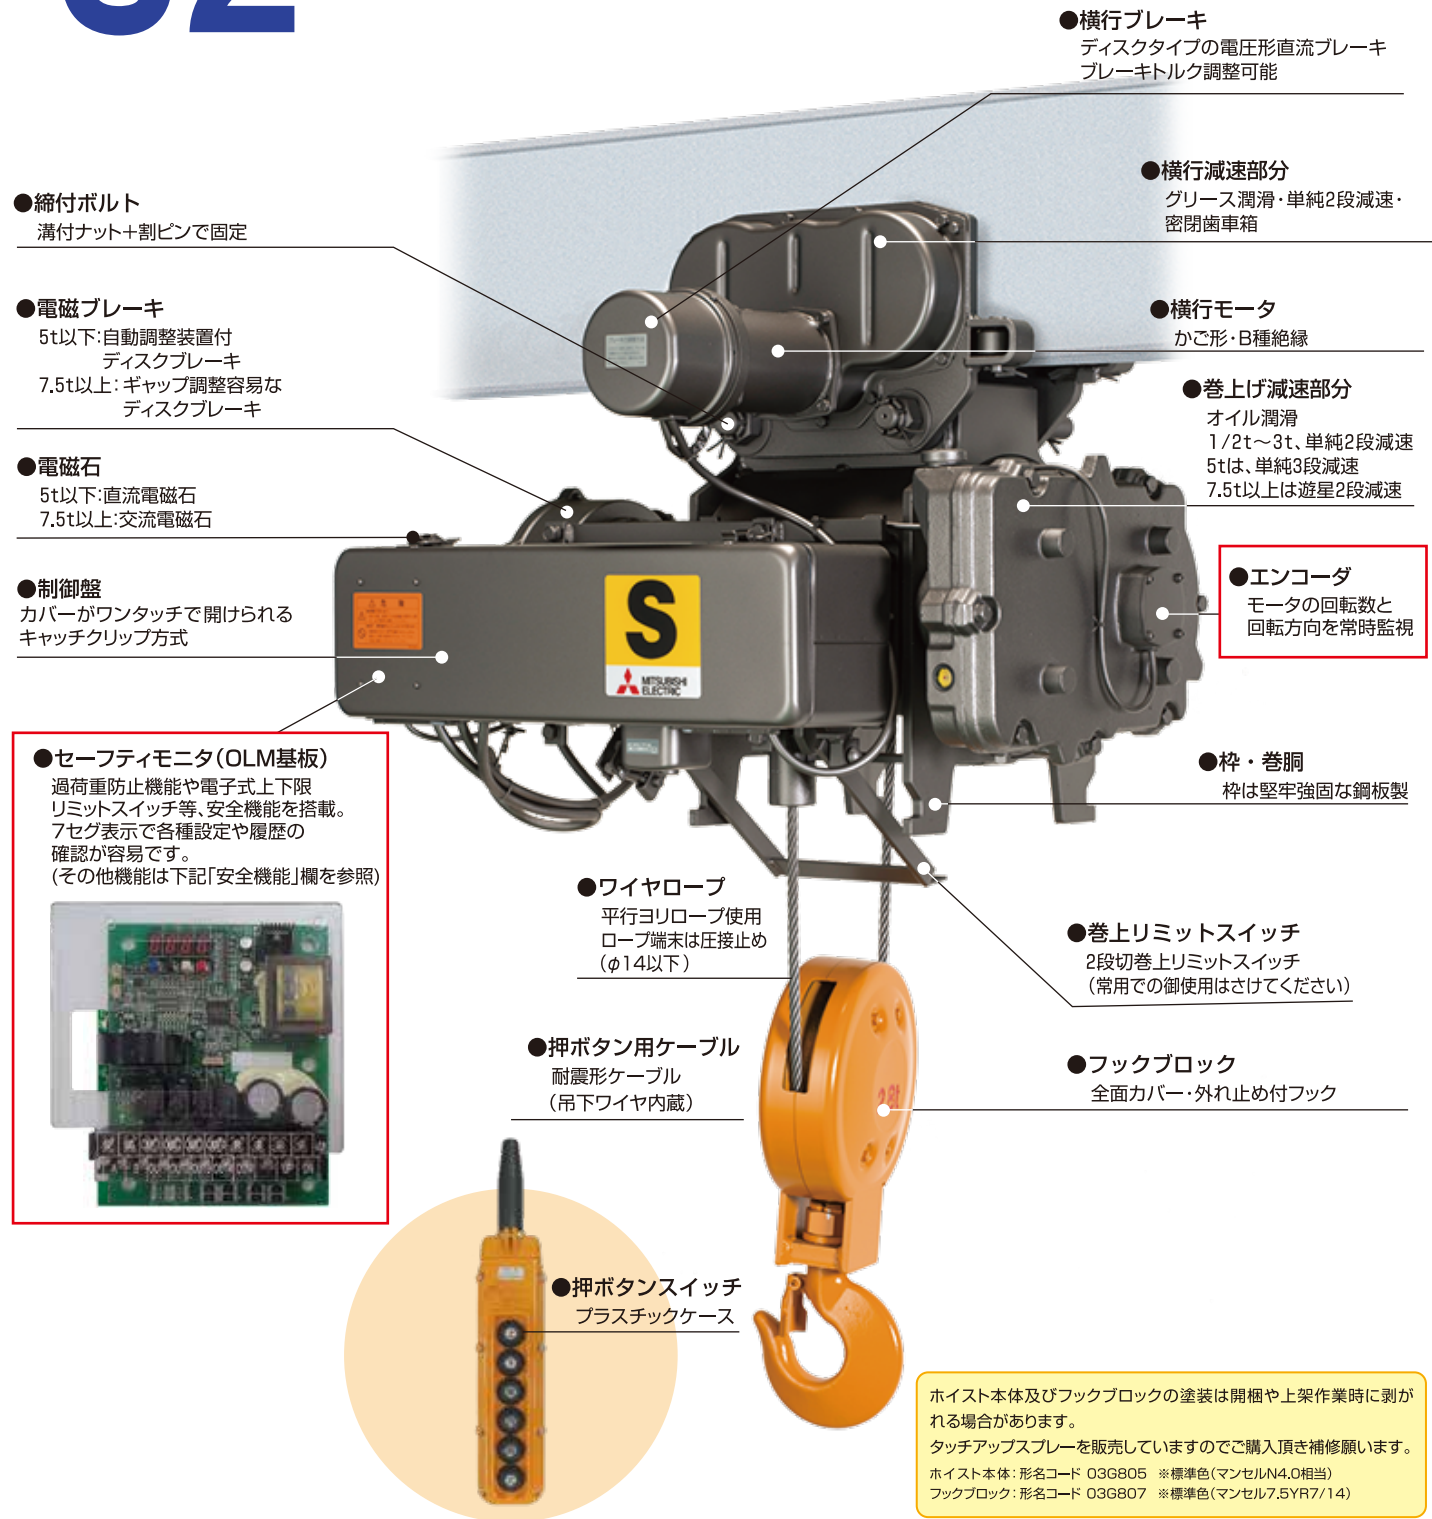 ●横行ブレーキ
ディスクタイプの電圧形直流ブレーキ
ブレーキトルク調整可能
●横行減速部分
グリース潤滑・単純2段減速・
密閉歯車箱
●締付ボルト
溝付ナット+割ピンで固定
●電磁ブレーキ
5t以下:自動調整装置付
ディスクブレーキ
7.5t以上:ギャップ調整容易な
ディスクブレーキ
●横行モータ
かご形・B種絶縁
●巻上げ減速部分
オイル潤滑
1/2t～3t、単純2段減速
5tは、単純3段減速
7.5t以上は遊星2段減速
●電磁石
5t以下:直流電磁石
7.5t以上:交流電磁石
●制御盤
カバーがワンタッチで開けられる
キャッチクリップ方式
●エンコーダ
モータの回転数と
回転方向を常時監視
S
MITSUBISHI
ELECTRIC
●セーフティモニタ(OLM基板)
過荷重防止機能や電子式上下限
リミットスイッチ等、安全機能を搭載。
7セグ表示で各種設定や履歴の
確認が容易です。
(その他機能は下記「安全機能」欄を参照)
●枠・巻胴
枠は堅牢強固な鋼板製
●ワイヤロープ
平行ヨリロープ使用
ロープ端末は圧接止め
(φ14以下)
●巻上リミットスイッチ
2段切巻上リミットスイッチ
(常用での御使用はさけてください)
●押ボタン用ケーブル
耐震形ケーブル
(吊下ワイヤ内蔵)
●フックブロック
全面カバー・外れ止め付フック
2.8t
●押ボタンスイッチ
プラスチックケース
ホイスト本体及びフックブロックの塗装は開梱や上架作業時に剥が
れる場合があります。
タッチアップスプレーを販売していますのでご購入頂き補修願います。
ホイスト本体:形名コード 03G805 ※標準色(マンセルN4.0相当)
フックブロック:形名コード 03G807 ※標準色(マンセル7.5YR7/14)